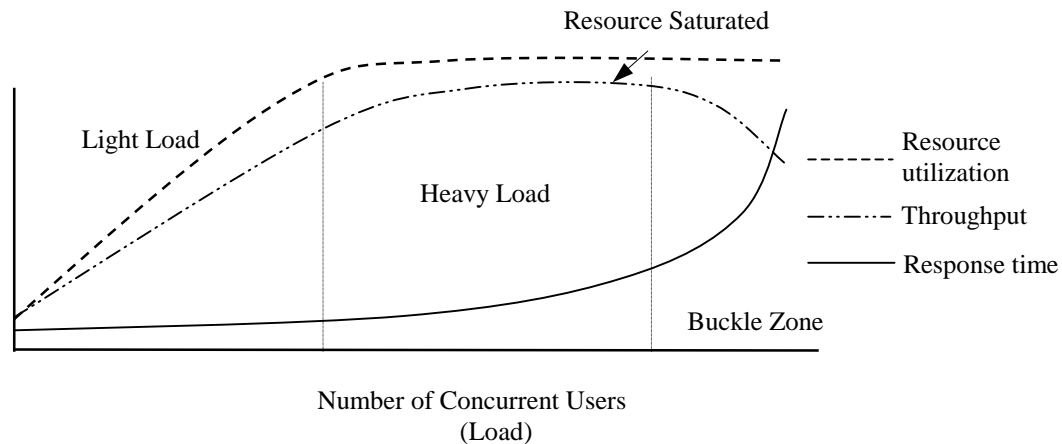 Resource Saturated
Light Load
Heavy Load
Buckle Zone
Resource
utilization
Throughput
Response time
Number of Concurrent Users
(Load)